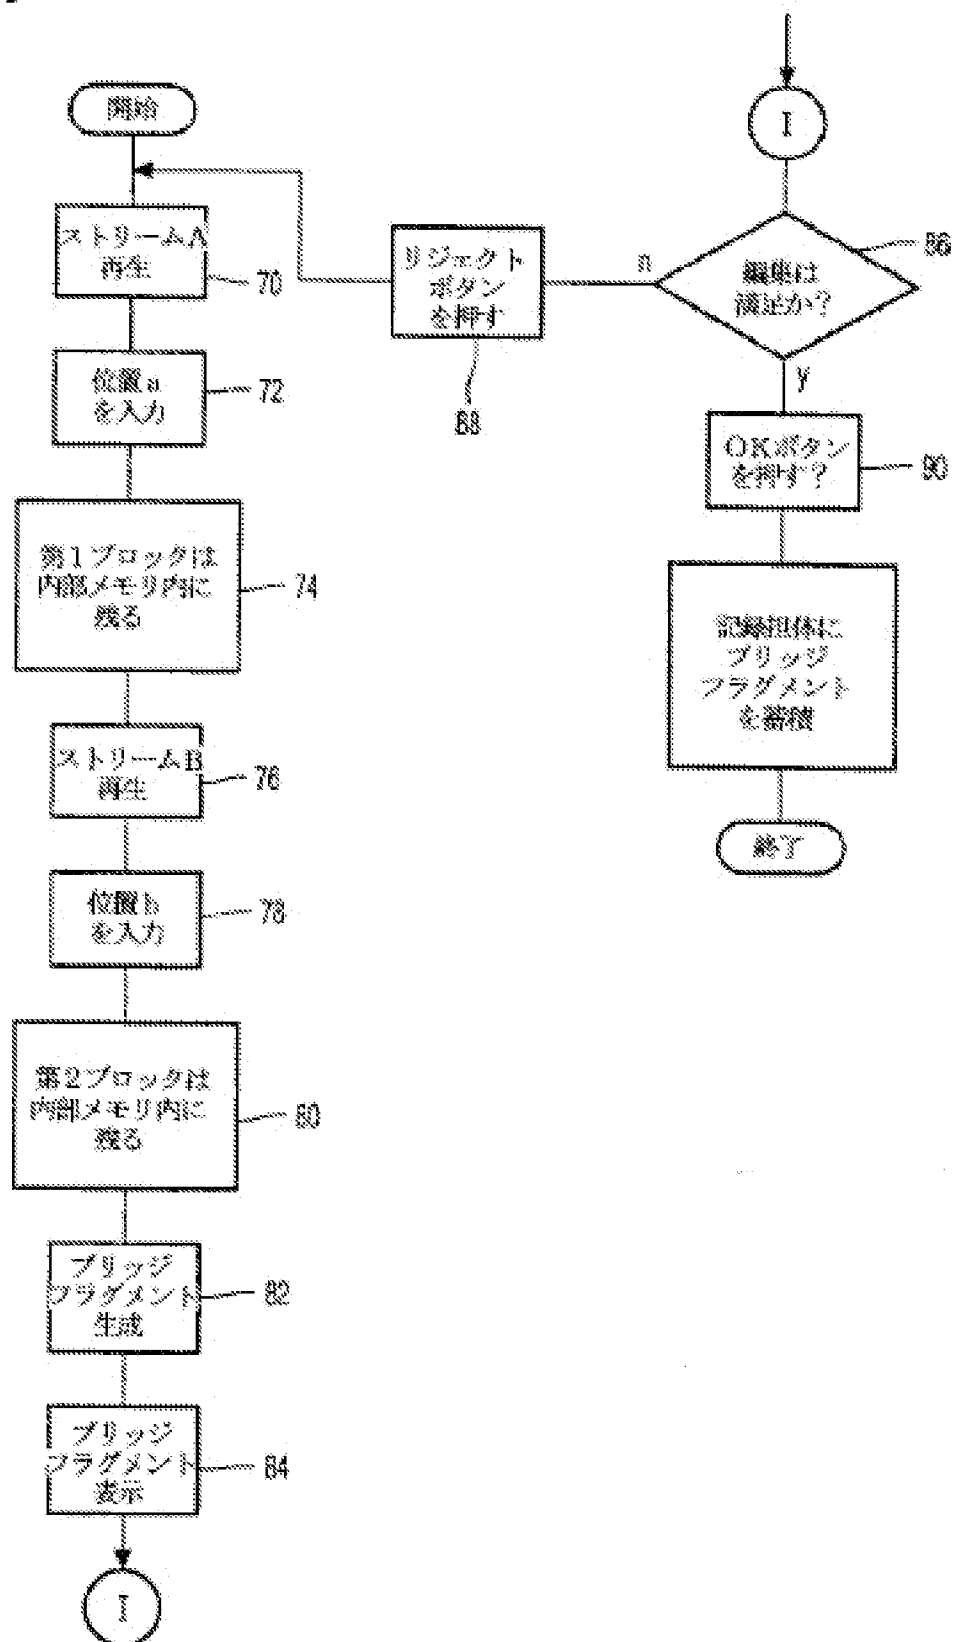 開始
ストリームA
再生
70
位置a
を入力
72
第1ブロックは
内部メモリ内に
残る
74
ストリームB
再生
76
位置b
を入力
78
第2ブロックは
内部メモリ内に
残る
80
ブリッジ
フラグメント
生成
82
ブリッジ
フラグメント
表示
84
I
I
編集は
満足か?
86
n
y
リジェクト
ボタン
を押す
88
OKボタン
を押す?
90
記録担体に
ブリッジ
フラグメント
を蓄積
終了